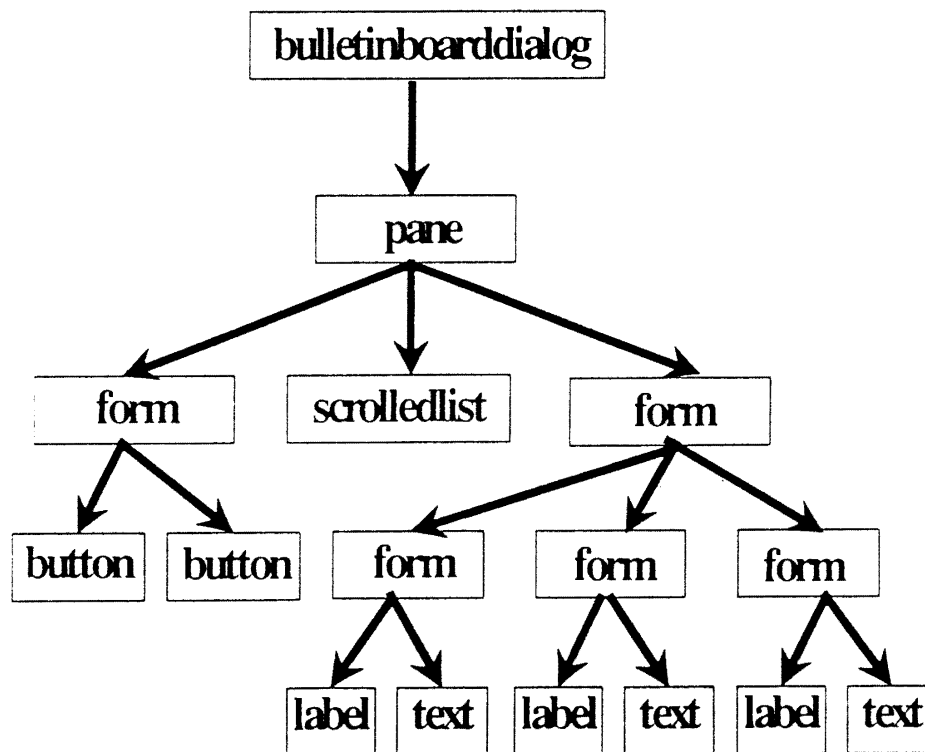 bulletinboarddialog
pane
form scrolledlist form
button button form form form
label text label text label text